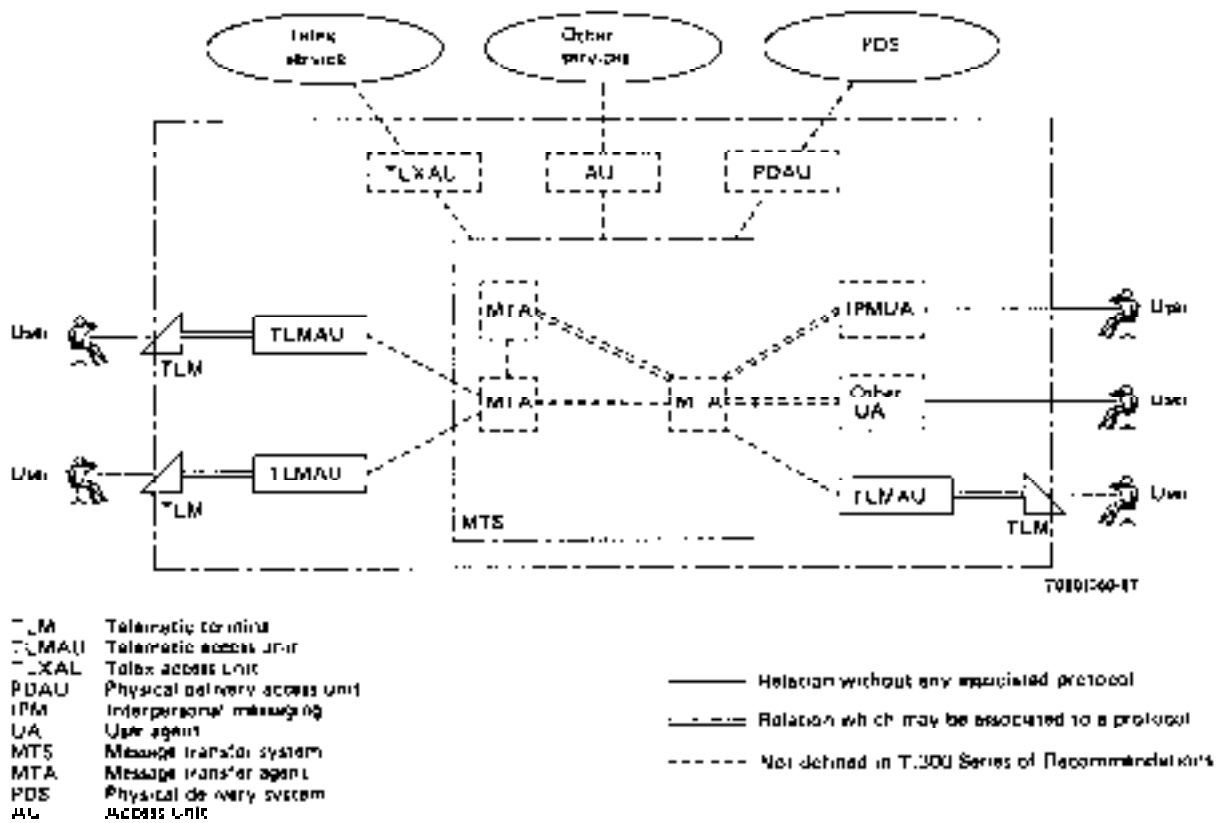 Telex
service
Other
services
PDS
TLXAU
AU
PDAU
MTA
IPMUA
User
User
TLMAU
TLM
MTA
MTA
Other
UA
User
User
TLMAU
TLM
TLMAU
TLM
User
MTS
TLM Telematic terminal
TLMAU Telematic access unit
TLXAU Telex access unit
PDAU Physical delivery access unit
IPM Interpersonal messaging
UA User agent
MTS Message transfer system
MTA Message transfer agent
PDS Physical delivery system
AU Access unit
Relation without any associated protocol
Relation which may be associated to a protocol
Not defined in T.300 Series of Recommendations